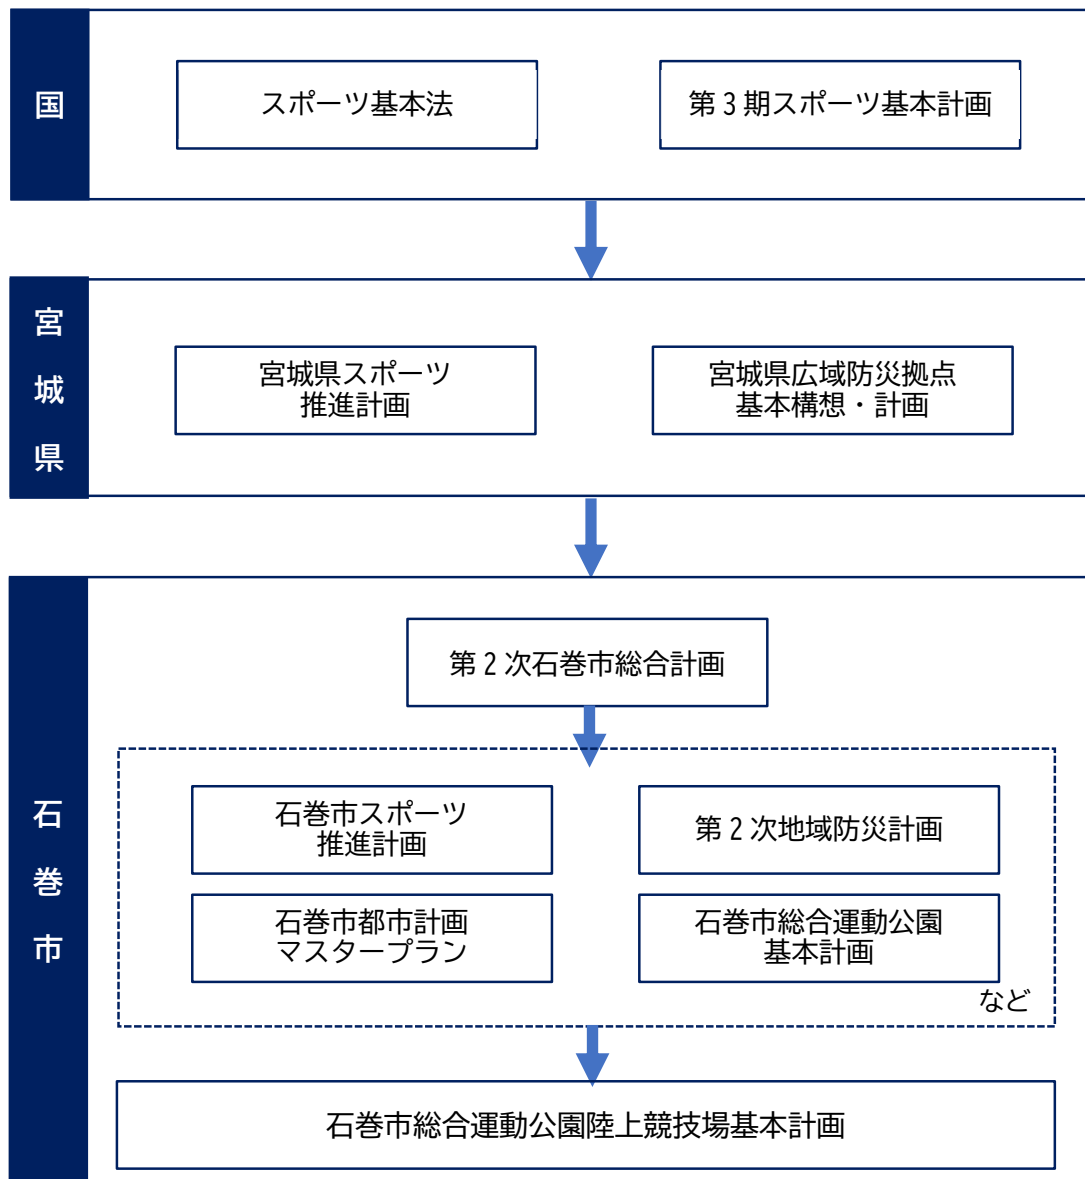 国
スポーツ基本法
第3期スポーツ基本計画
宮城県
宮城県スポーツ
推進計画
宮城県広域防災拠点
基本構想・計画
石巻市
第2次石巻市総合計画
石巻市スポーツ
推進計画
第2次地域防災計画
石巻市都市計画
マスタープラン
石巻市総合運動公園
基本計画
など
石巻市総合運動公園陸上競技場基本計画